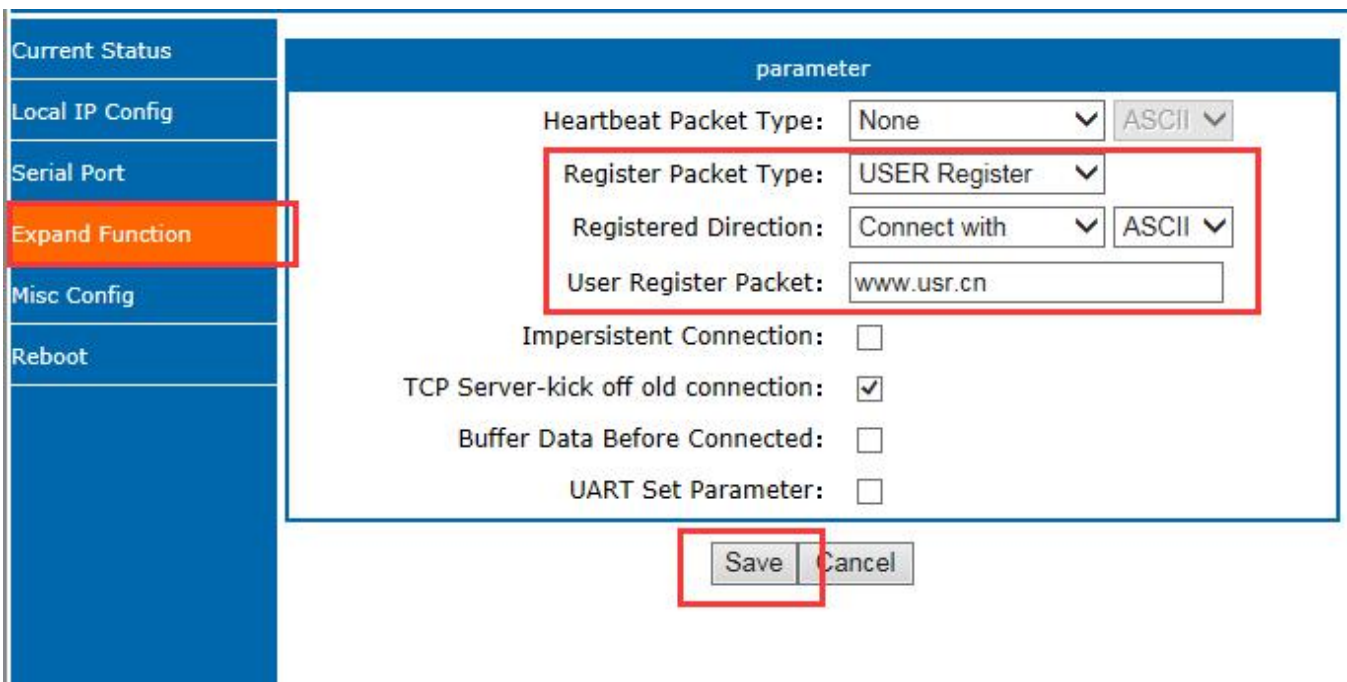 Current Status
Local IP Config
Serial Port
Expand Function
Misc Config
Reboot
parameter
Heartbeat Packet Type: None ASCII
Register Packet Type: USER Register
Registered Direction: Connect with ASCII
User Register Packet: www.usr.cn
Impersistent Connection:
TCP Server-kick off old connection:
Buffer Data Before Connected:
UART Set Parameter:
Save Cancel